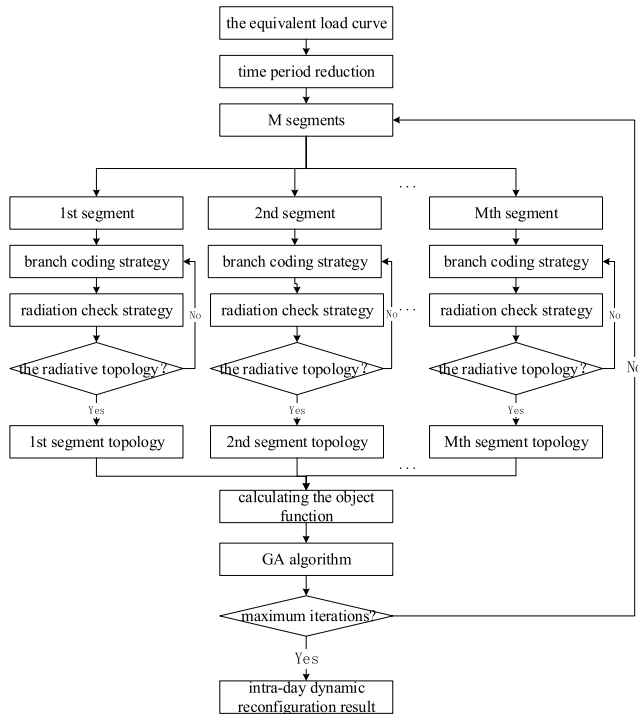 the equivalent load curve
time period reduction
M segments
...
1st segment
2nd segment
Mth segment
branch coding strategy
branch coding strategy
branch coding strategy
radiation check strategy
No
radiation check strategy
No
...
radiation check strategy
No
the radiative topology?
the radiative topology?
the radiative topology?
No
Yes
Yes
Yes
1st segment topology
2nd segment topology
Mth segment topology
...
calculating the object
function
GA algorithm
maximum iterations?
Yes
intra-day dynamic
reconfiguration result